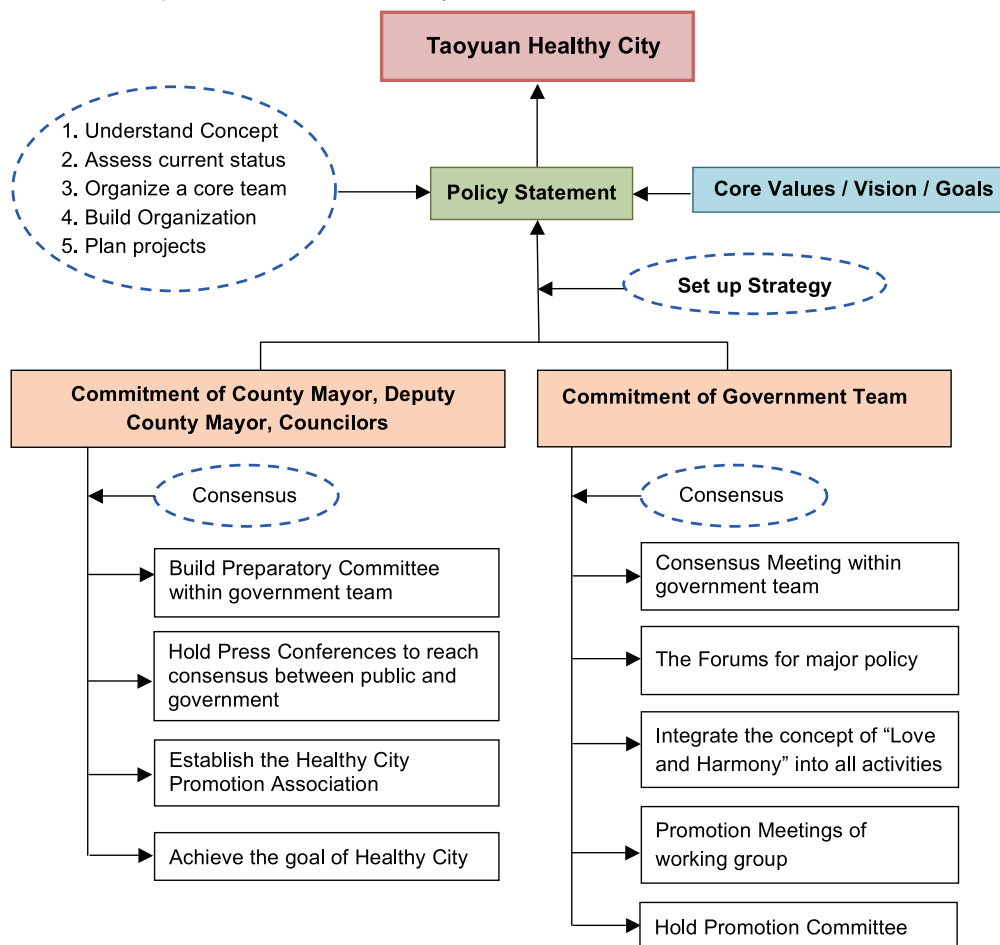 Taoyuan Healthy City
1. Understand Concept
2. Assess current status
3. Organize a core team
4. Build Organization
5. Plan projects
Policy Statement
Core Values / Vision / Goals
Set up Strategy
Commitment of County Mayor, Deputy
County Mayor, Councilors
Consensus
Build Preparatory Committee
within government team
Hold Press Conferences to reach
consensus between public and
government
Establish the Healthy City
Promotion Association
Achieve the goal of Healthy City
Commitment of Government Team
Consensus
Consensus Meeting within
government team
The Forums for major policy
Integrate the concept of “Love
and Harmony” into all activities
Promotion Meetings of
working group
Hold Promotion Committee